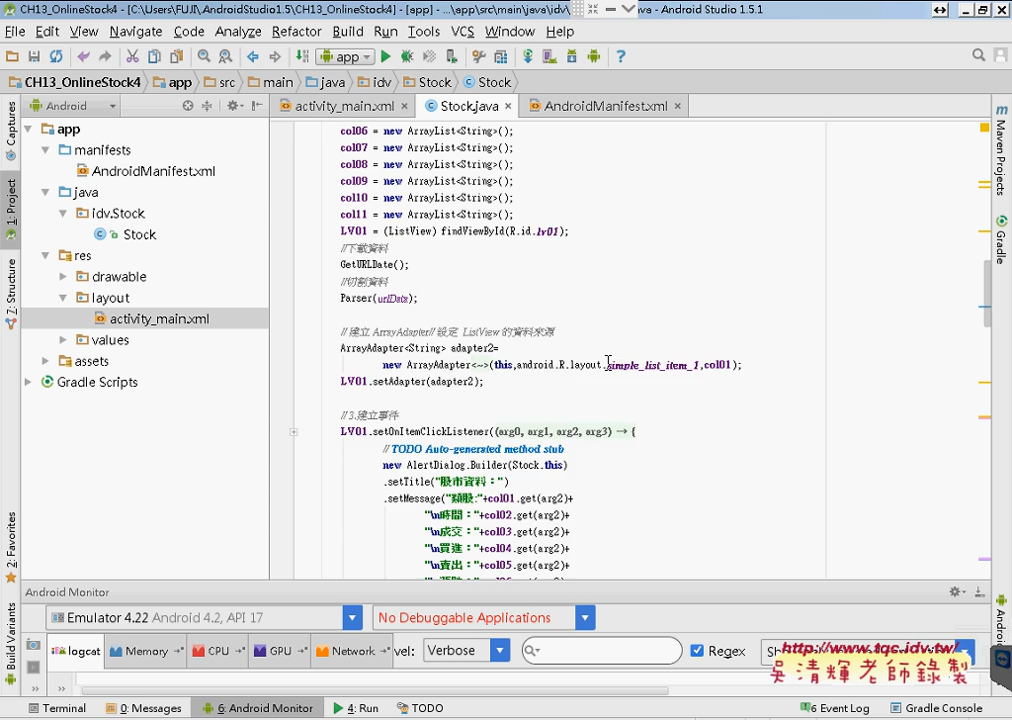 CH13_OnlineStock4 - [C:\Users\FUJI\.AndroidStudio1.5\CH13_OnlineStock4] - [app] - ...\app\src\main\java\idv\
va - Android Studio 1.5.1
File Edit View Navigate Code Analyze Refactor Build Run Tools VCS Window Help
app
CH13_OnlineStock4 app src main java idv Stock Stock
Android
activity_main.xml × Stock.java × AndroidManifest.xml ×
Captures
1: Project
7: Structure
2: Favorites
Build Variants
app
manifests
AndroidManifest.xml
java
idv.Stock
Stock
res
drawable
layout
activity_main.xml
values
assets
Gradle Scripts
col06 = new ArrayList<String>();
col07 = new ArrayList<String>();
col08 = new ArrayList<String>();
col09 = new ArrayList<String>();
col10 = new ArrayList<String>();
col11 = new ArrayList<String>();
LV01 = (ListView) findViewById(R.id.lv01);
//下載資料
GetURLDate();
//切割資料
Parser(urlData);
// 建立 ArrayAdapter// 設定 ListView 的資料來源
ArrayAdapter<String> adapter2=
new ArrayAdapter<~>(this,android.R.layout.simple_list_item_1,col01);
LV01.setAdapter(adapter2);
// 3.建立事件
LV01.setOnItemClickListener((arg0, arg1, arg2, arg3) → {
// TODO Auto-generated method stub
new AlertDialog.Builder(Stock.this)
.setTitle("股市資料：")
.setMessage("類股:"+col01.get(arg2)+
"\n時間："+col02.get(arg2)+
"\n成交："+col03.get(arg2)+
"\n買進："+col04.get(arg2)+
"\n賣出："+col05.get(arg2)+
Maven Projects
Gradle
Android
Android Monitor
Emulator 4.22 Android 4.2, API 17
No Debuggable Applications
logcat Memory CPU GPU Network vel: Verbose Regex Sh
http://www.tqc.idv.tw/
吳清輝老師錄製
Terminal 0: Messages 6: Android Monitor 4: Run TODO 6 Event Log Gradle Console